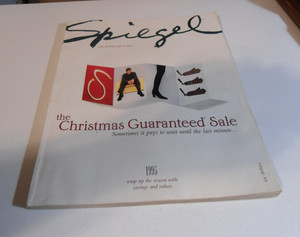 Spiegel
the
Christmas Guaranteed Sale
Sometimes it pays to wait until the last minute...
1995
wrap up the season with
savings and values